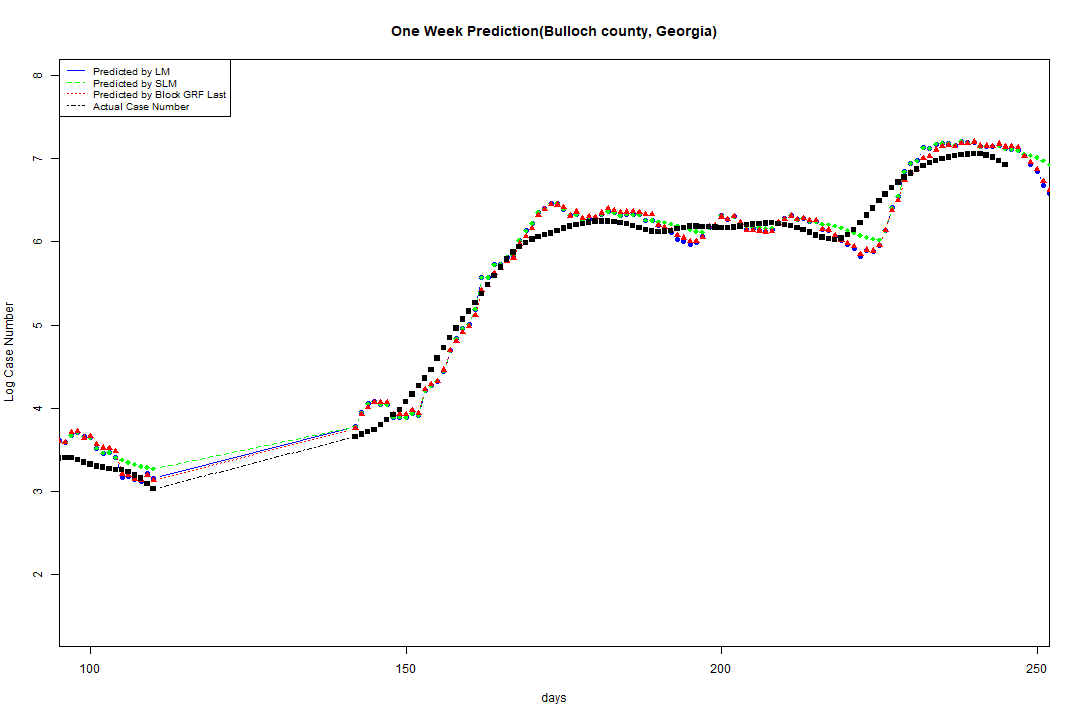 One Week Prediction(Bulloch county, Georgia)
Predicted by LM
Predicted by SLM
Predicted by Block GRF Last
Actual Case Number
8
7
6
5
4
3
2
Log Case Number
100
150
200
250
days